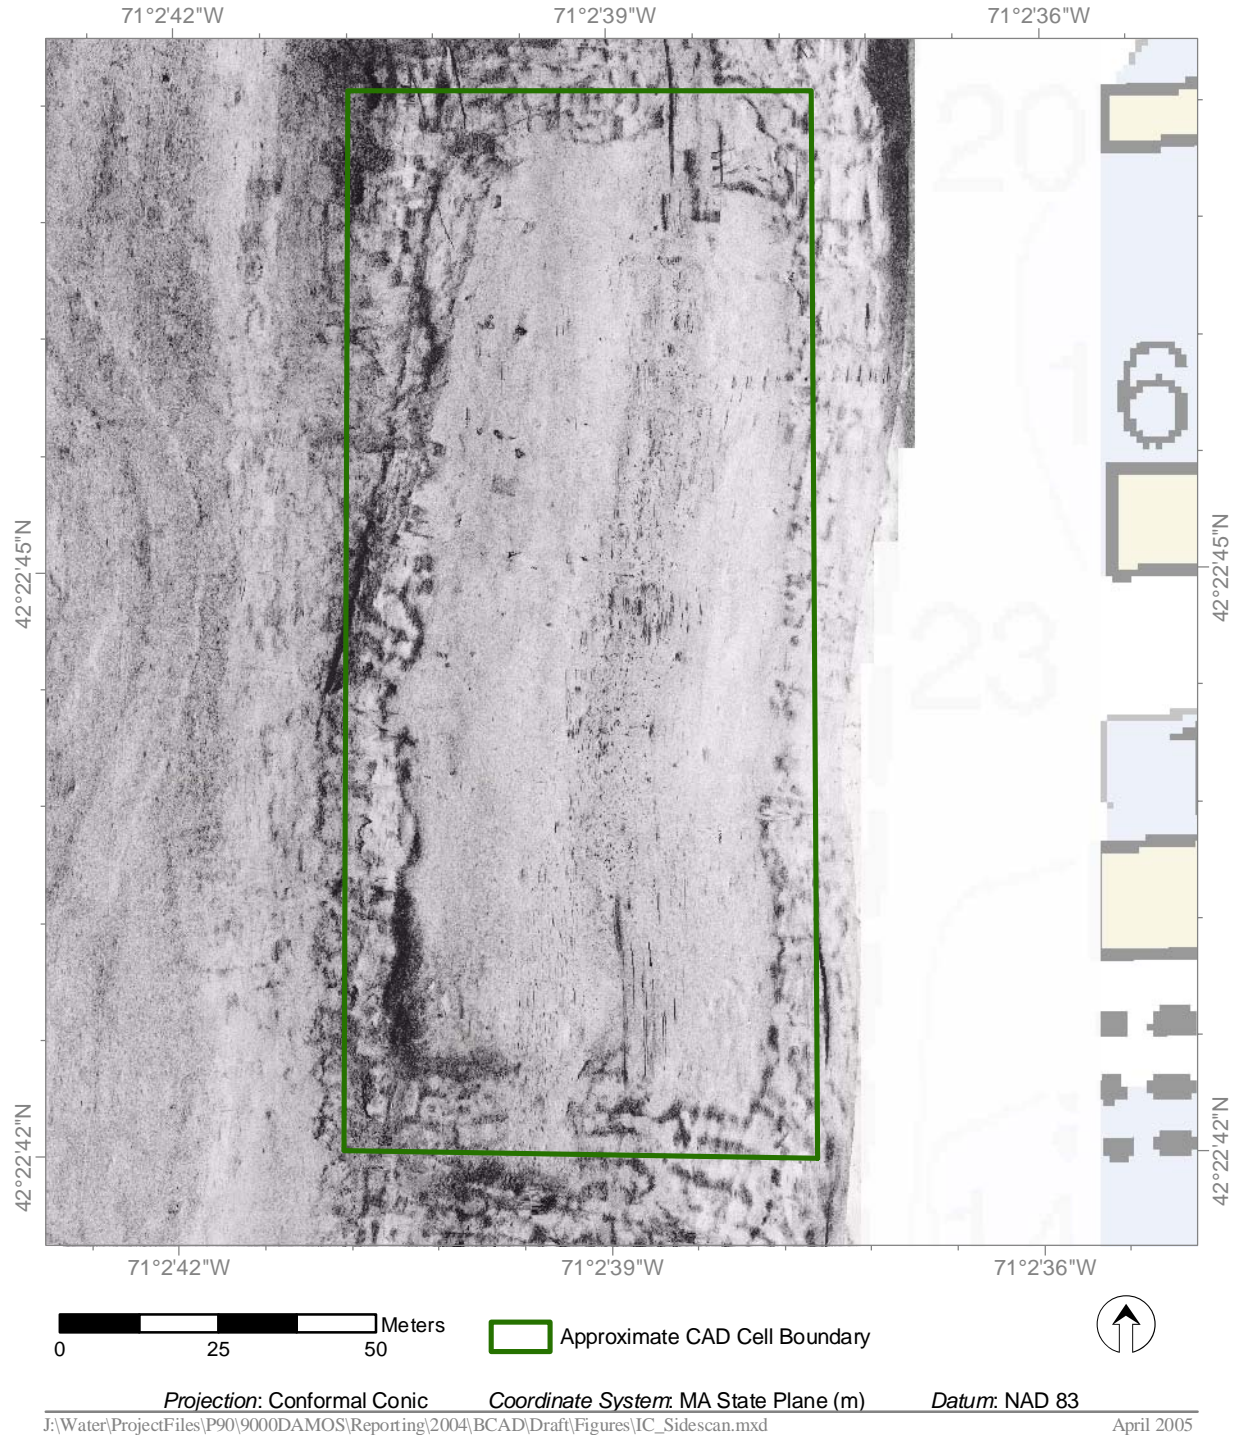 71°2'42"W 71°2'39"W 71°2'36"W
20
1
6
42°22'45"N 42°22'45"N
23
42°22'42"N 42°22'42"N
14
71°2'42"W 71°2'39"W 71°2'36"W
Meters
0 25 50
Approximate CAD Cell Boundary
Projection: Conformal Conic Coordinate System: MA State Plane (m) Datum: NAD 83
J:\Water\ProjectFiles\P90\9000DAMOS\Reporting\2004\BCAD\Draft\Figures\IC_Sidescan.mxd April 2005